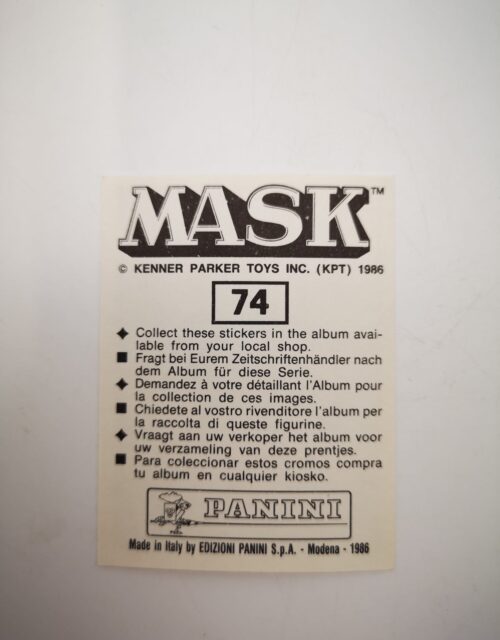 MASK™
© KENNER PARKER TOYS INC. (KPT) 1986
74
Collect these stickers in the album avai-
lable from your local shop.
Fragt bei Eurem Zeitschriftenhändler nach
dem Album für diese Serie.
Demandez à votre détaillant l'Album pour
la collection de ces images.
Chiedete al vostro rivenditore l'album per
la raccolta di queste figurine.
Vraagt aan uw verkoper het album voor
uw verzameling van deze prentjes.
Para coleccionar estos cromos compra
tu album en cualquier kiosko.
PANINI
Made in Italy by EDIZIONI PANINI S.p.A. - Modena - 1986